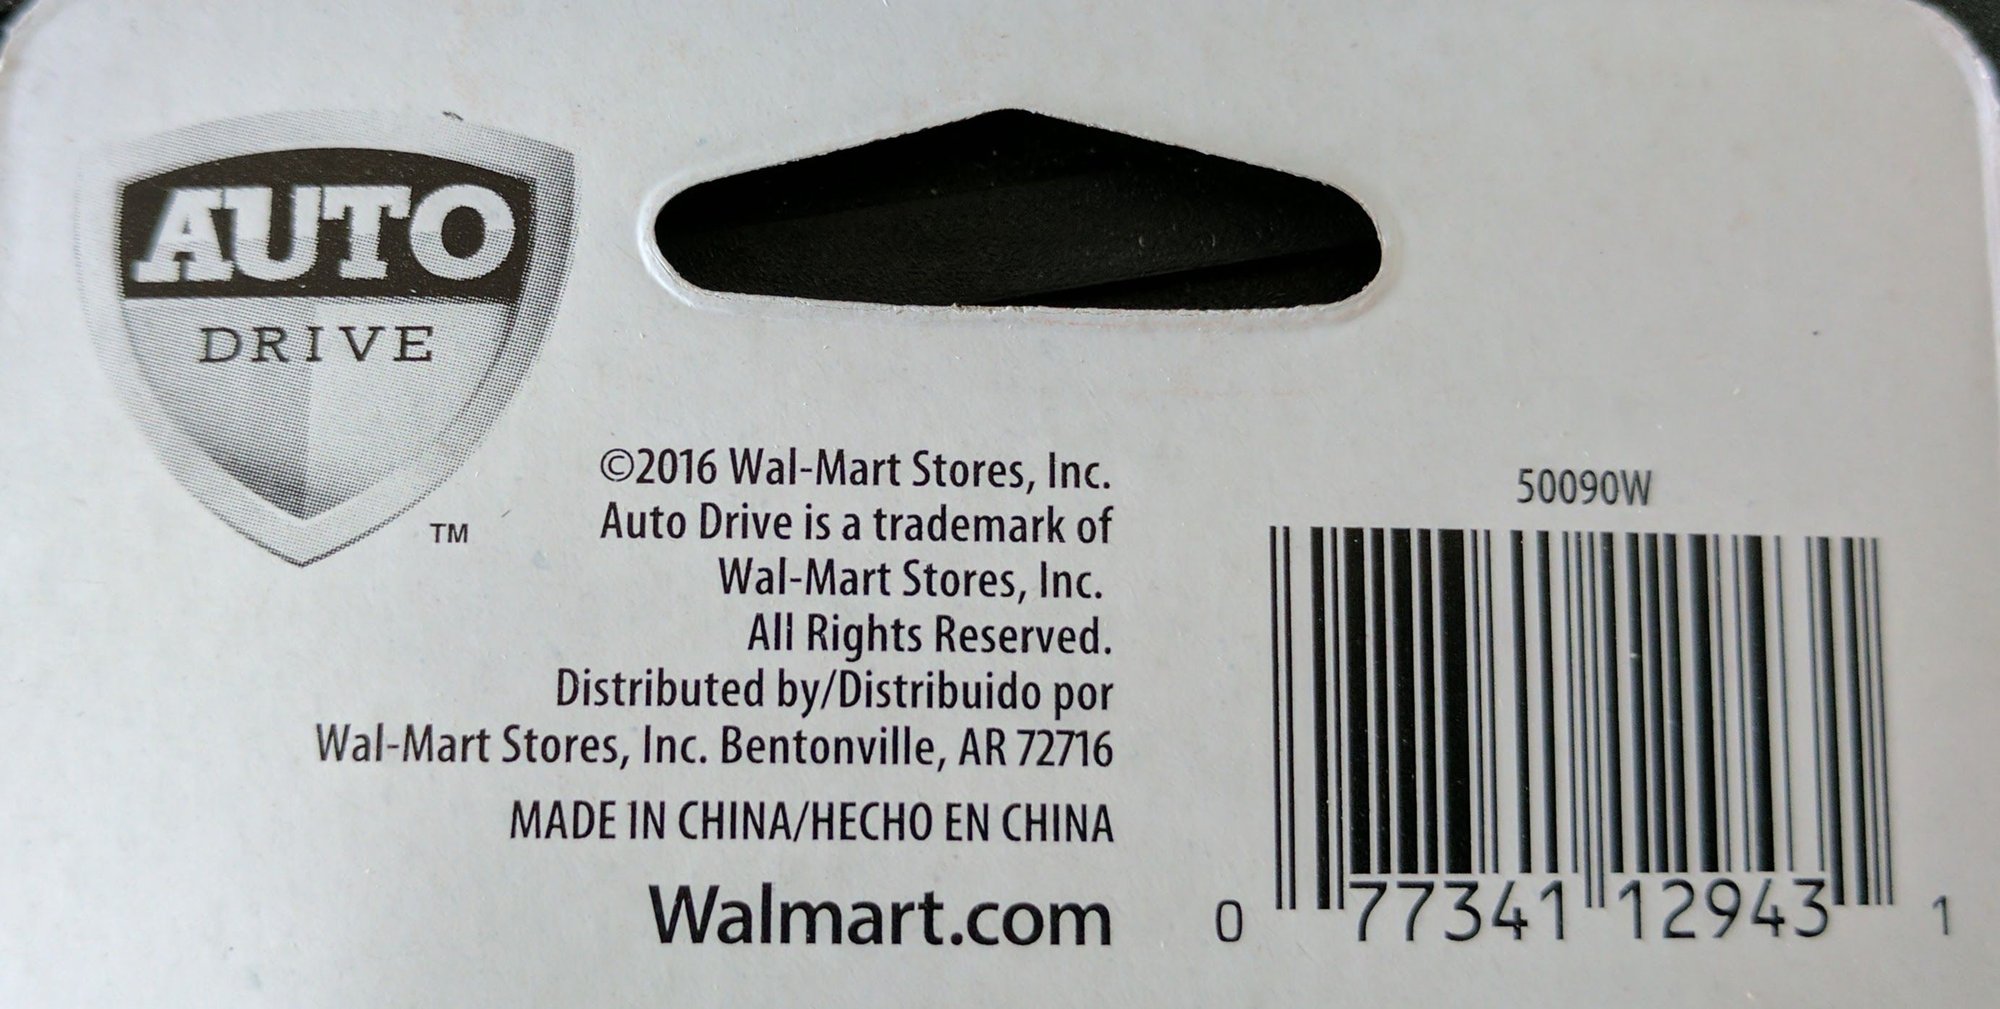 AUTO
DRIVE
TM
©2016 Wal-Mart Stores, Inc.
Auto Drive is a trademark of
Wal-Mart Stores, Inc.
All Rights Reserved.
Distributed by/Distribuido por
Wal-Mart Stores, Inc. Bentonville, AR 72716
MADE IN CHINA/HECHO EN CHINA
Walmart.com
50090W
0 77341 12943 1